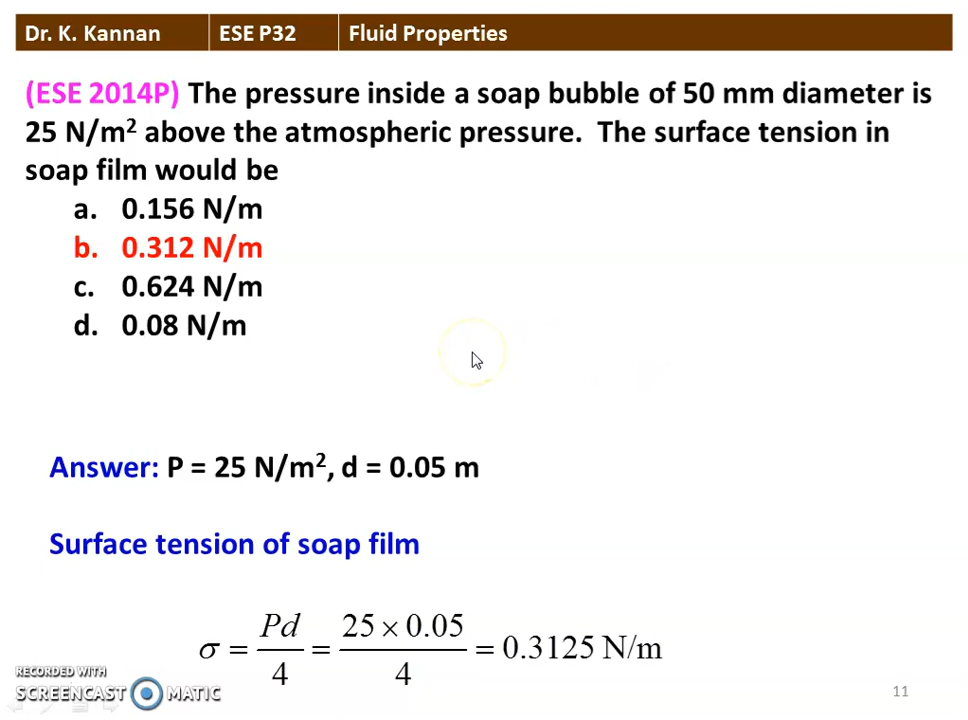 Dr. K. Kannan ESE P32 Fluid Properties
(ESE 2014P) The pressure inside a soap bubble of 50 mm diameter is
25 N/m² above the atmospheric pressure. The surface tension in
soap film would be
a. 0.156 N/m
b. 0.312 N/m
c. 0.624 N/m
d. 0.08 N/m
Answer: P = 25 N/m², d = 0.05 m
Surface tension of soap film
σ = Pd/4 = 25 × 0.05/4 = 0.3125 N/m
RECORDED WITH
SCREENCAST MATIC
11